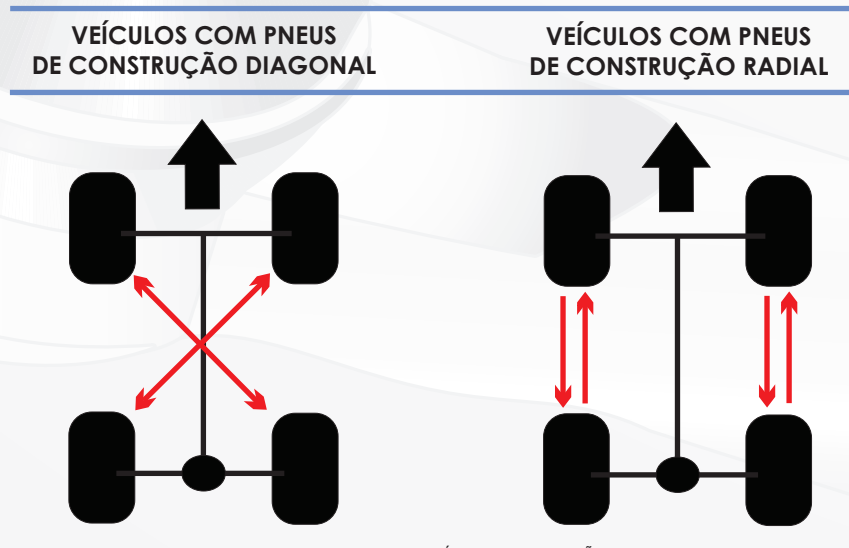 VEÍCULOS COM PNEUS
DE CONSTRUÇÃO DIAGONAL
VEÍCULOS COM PNEUS
DE CONSTRUÇÃO RADIAL